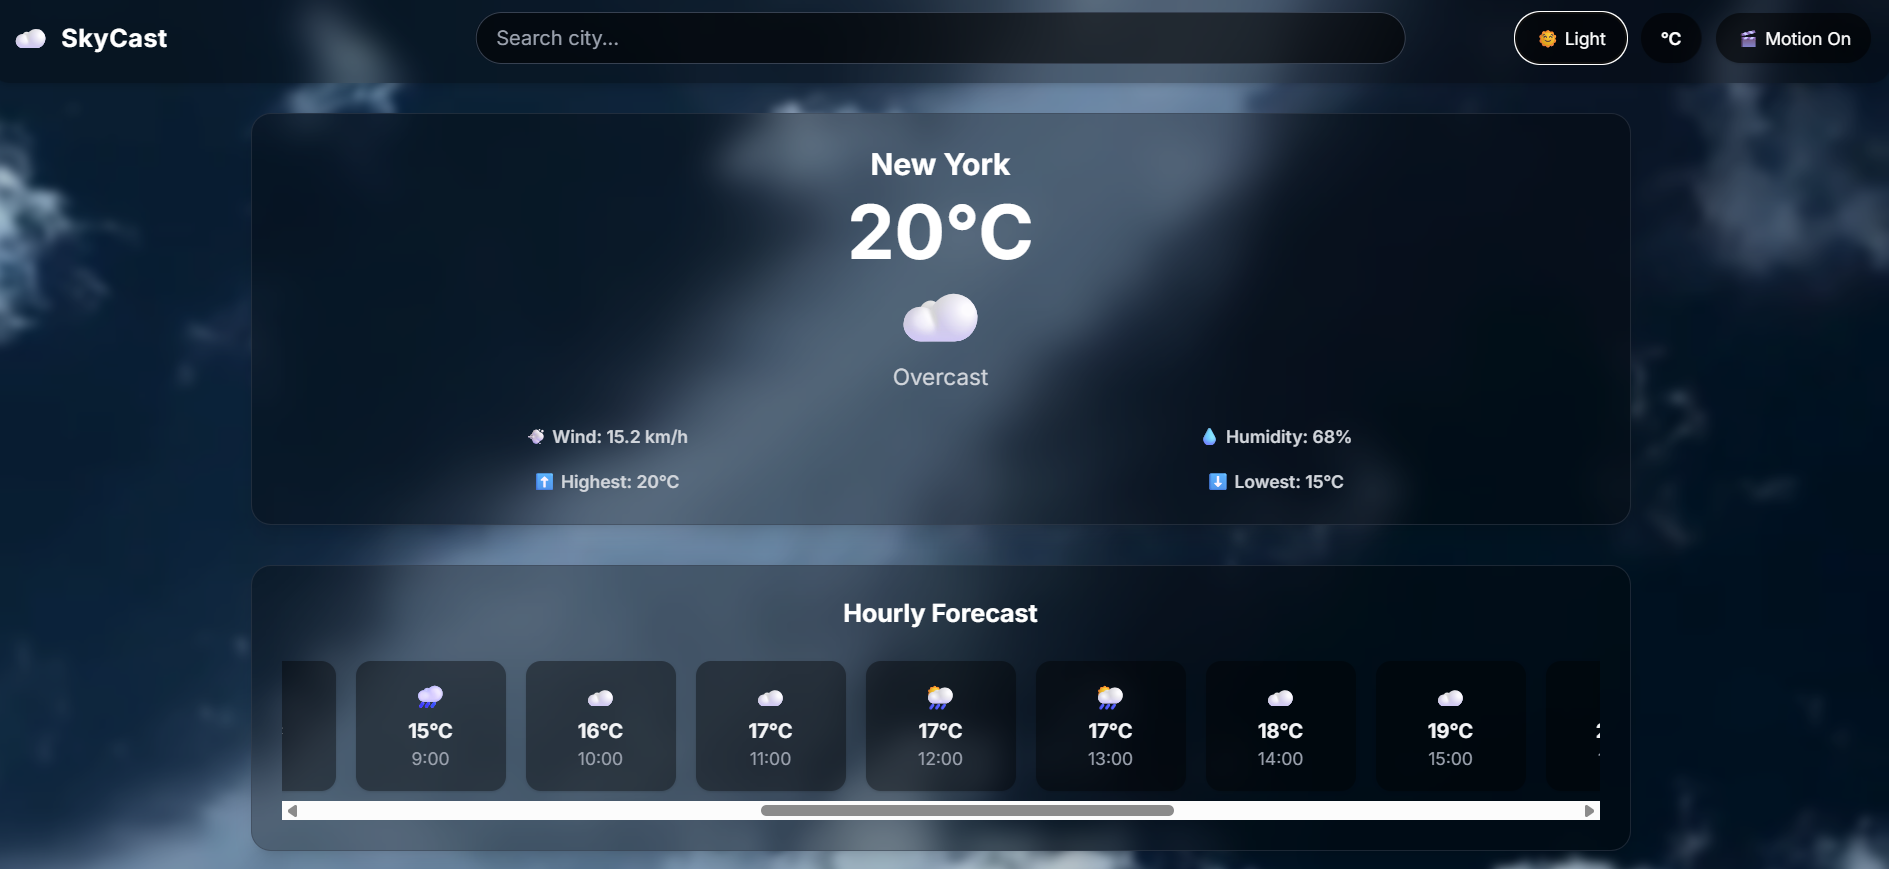 SkyCast
Search city...
Light
°C
Motion On
New York
20°C
Overcast
Wind: 15.2 km/h
Humidity: 68%
Highest: 20°C
Lowest: 15°C
Hourly Forecast
15°C
9:00
16°C
10:00
17°C
11:00
17°C
12:00
17°C
13:00
18°C
14:00
19°C
15:00